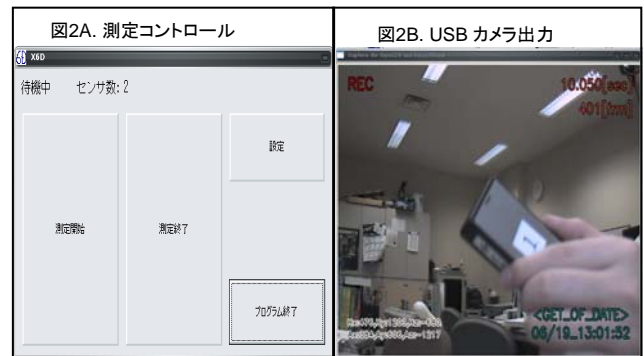 図2A. 測定コントロール
X6D
待機中 センサ数: 2
測定開始
測定終了
設定
プログラム終了
図2B. USB カメラ出力
REC
10.050[sec]
401[frm]
1
<GET_OF_DATE>
06/19_13:01:52